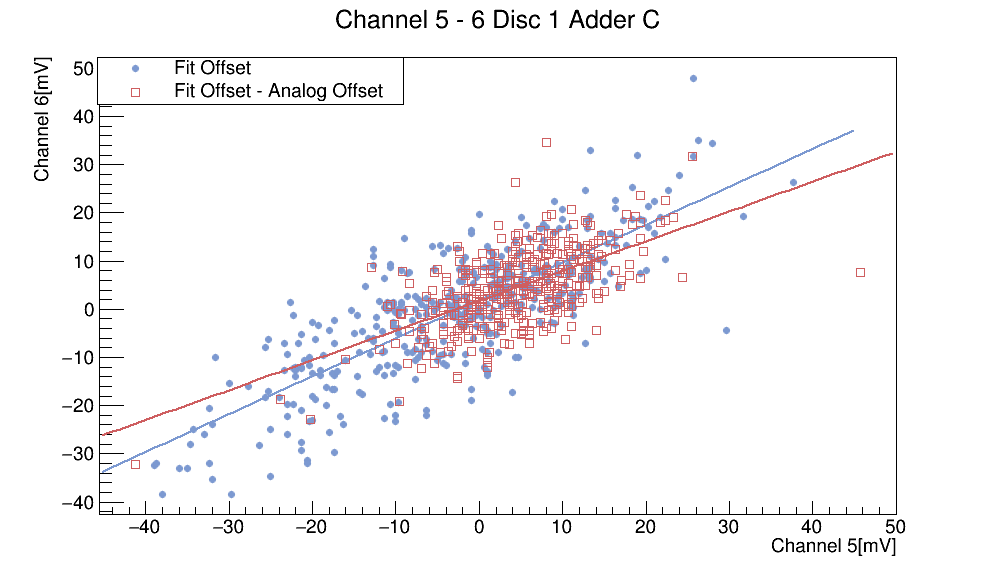 Channel 5 - 6 Disc 1 Adder C
Channel 6[mV]
Fit Offset
Fit Offset - Analog Offset
50
40
30
20
10
0
−10
−20
−30
−40
−40 −30 −20 −10 0 10 20 30 40 50
Channel 5[mV]